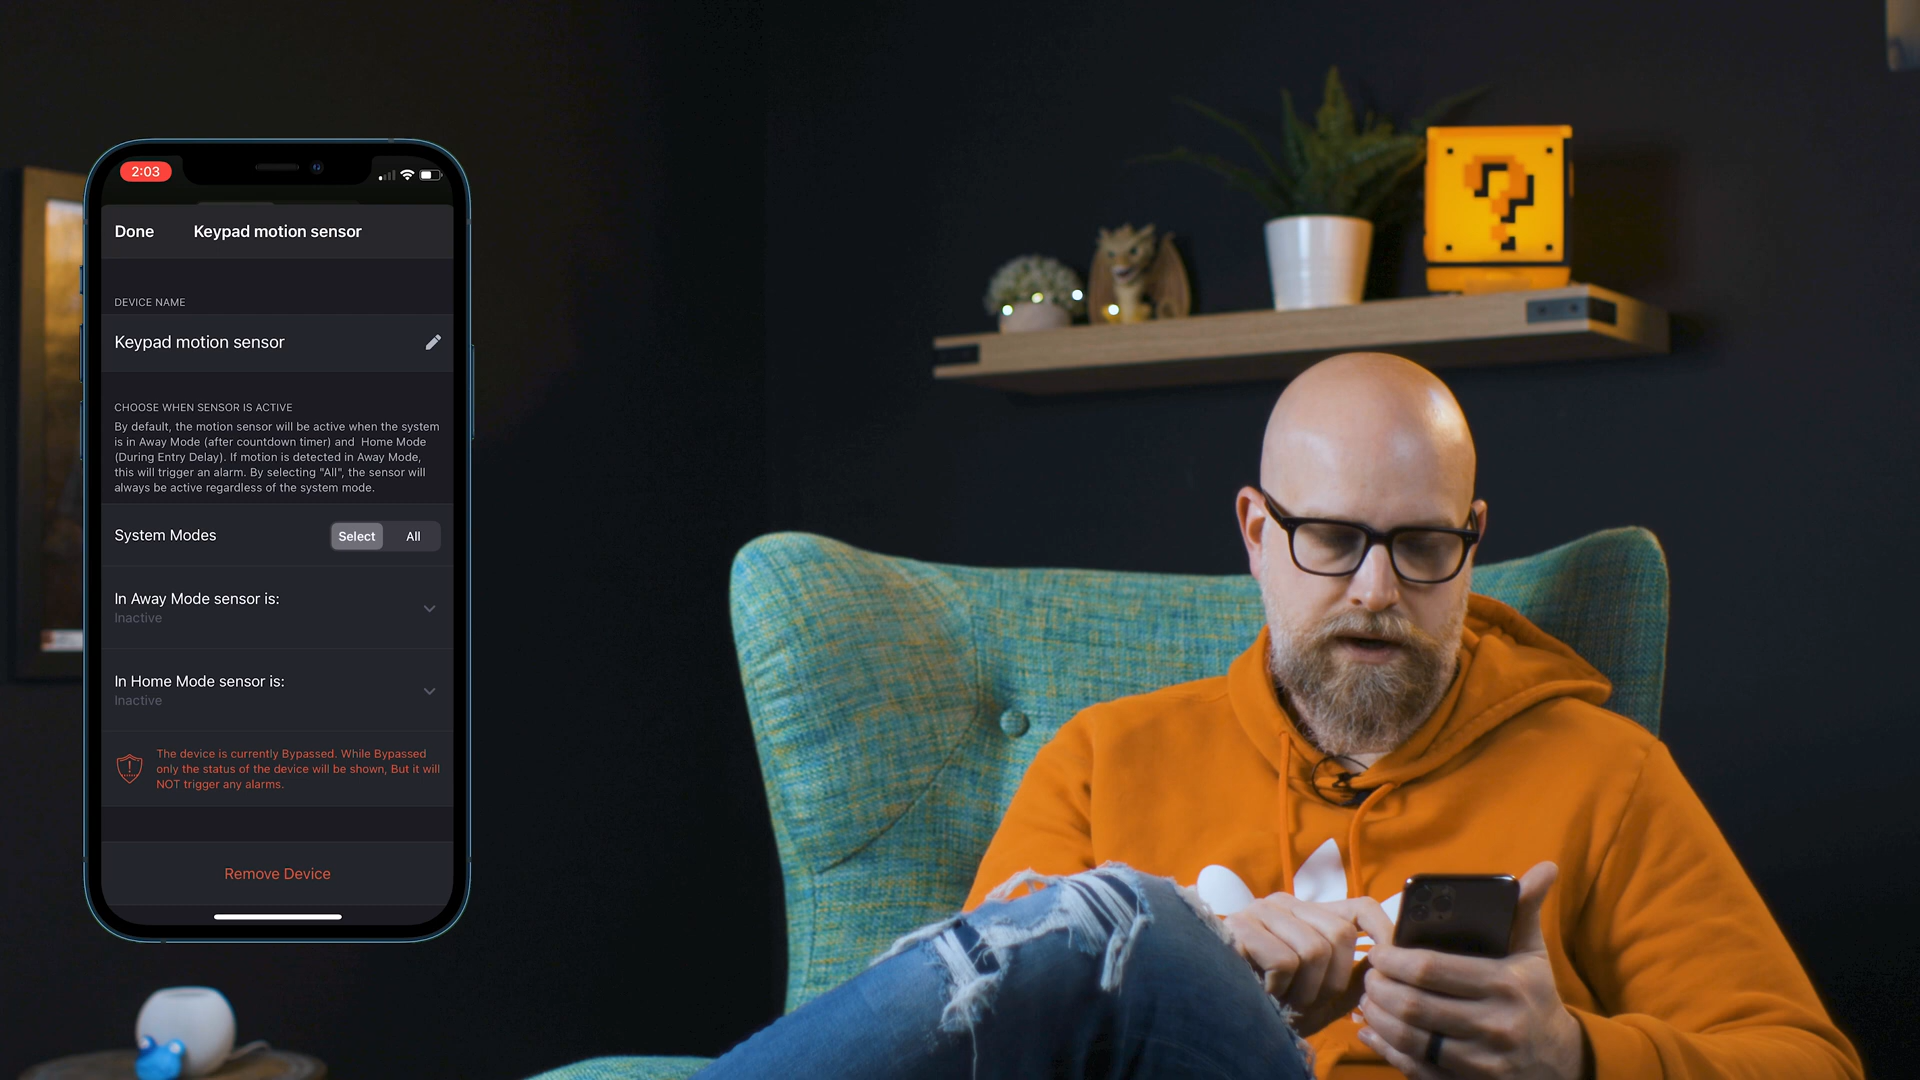 2:03
Done
Keypad motion sensor
DEVICE NAME
Keypad motion sensor
CHOOSE WHEN SENSOR IS ACTIVE
By default, the motion sensor will be active when the system
is in Away Mode (after countdown timer) and Home Mode
(During Entry Delay). If motion is detected in Away Mode,
this will trigger an alarm. By selecting "All", the sensor will
always be active regardless of the system mode.
System Modes
Select
All
In Away Mode sensor is:
Inactive
In Home Mode sensor is:
Inactive
The device is currently Bypassed. While Bypassed
only the status of the device will be shown, But it will
NOT trigger any alarms.
Remove Device
?